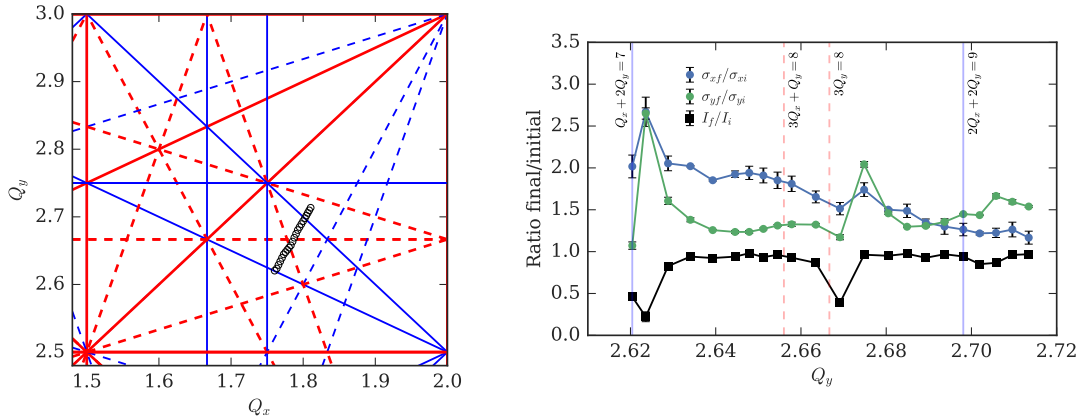 3.0
2.9
2.8
2.7
2.6
2.5
Q_y
1.5
1.6
1.7
1.8
1.9
2.0
Q_x
3.5
3.0
2.5
2.0
1.5
1.0
0.5
0.0
Ratio final/initial
Q_x + 2Q_y = 7
σ_xf/σ_xi
σ_yf/σ_yi
I_f/I_i
3Q_x + Q_y = 8
3Q_y = 8
2Q_x + 2Q_y = 9
2.62
2.64
2.66
2.68
2.70
2.72
Q_y